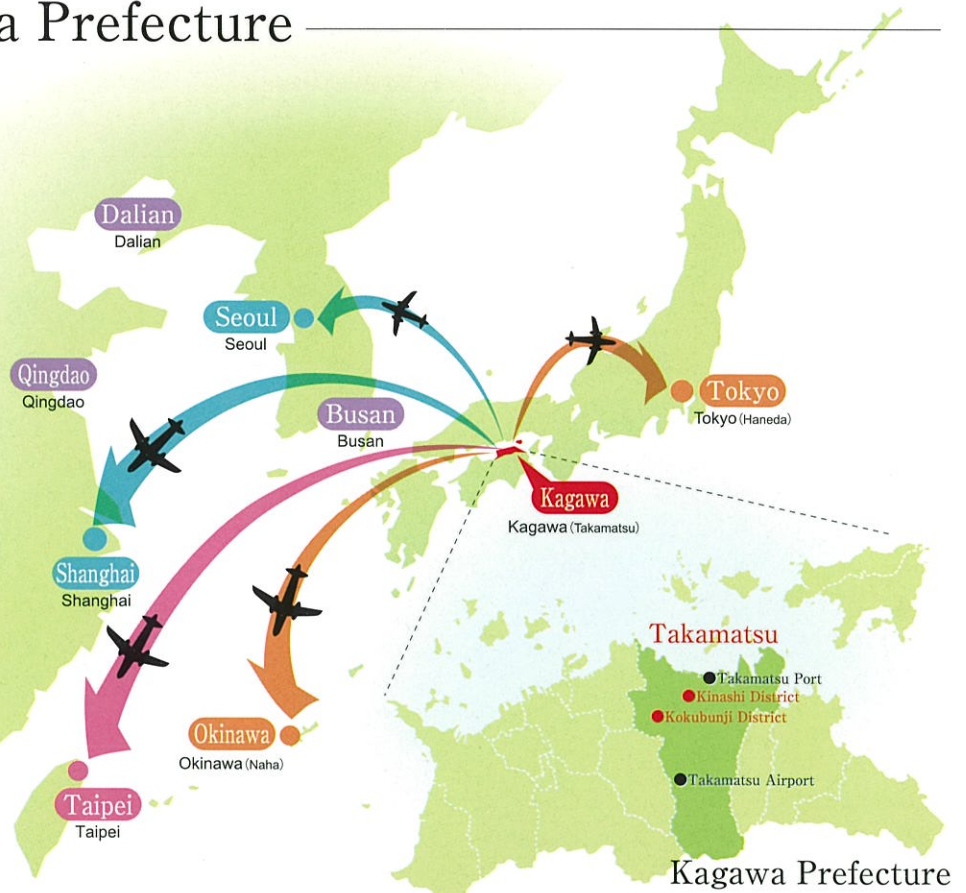 a Prefecture
Dalian
Dalian
Seoul
Seoul
Qingdao
Qingdao
Busan
Busan
Tokyo
Tokyo (Haneda)
Kagawa
Kagawa (Takamatsu)
Shanghai
Shanghai
Okinawa
Okinawa (Naha)
Taipei
Taipei
Takamatsu
Takamatsu Port
Kinashi District
Kokubunji District
Takamatsu Airport
Kagawa Prefecture